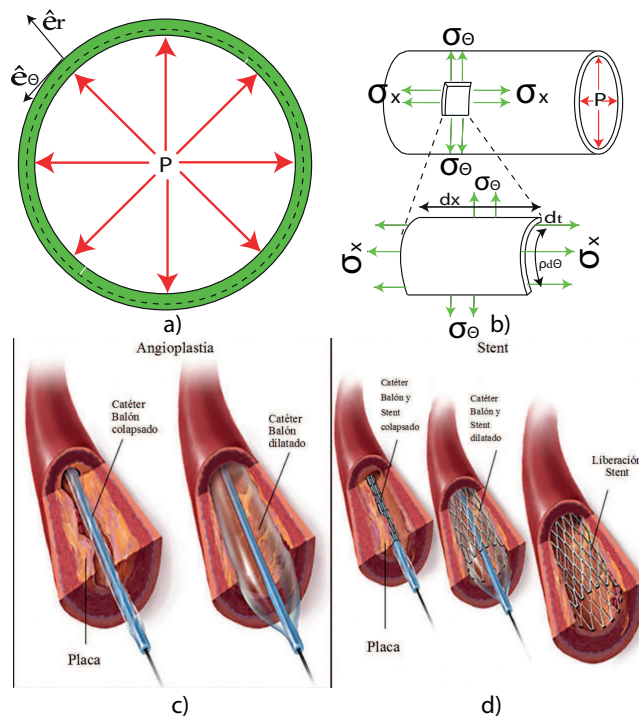 êr
êΘ
P
a)
σΘ
σx
σx
P
σΘ
σΘ
dx
dt
σx
ρdΘ
σx
σΘ
b)
Angioplastia
Catéter
Balón
colapsado
Catéter
Balón
dilatado
Placa
c)
Stent
Catéter
Balón y
Stent
colapsado
Catéter
Balón y
Stent
dilatado
Liberación
Stent
Placa
d)